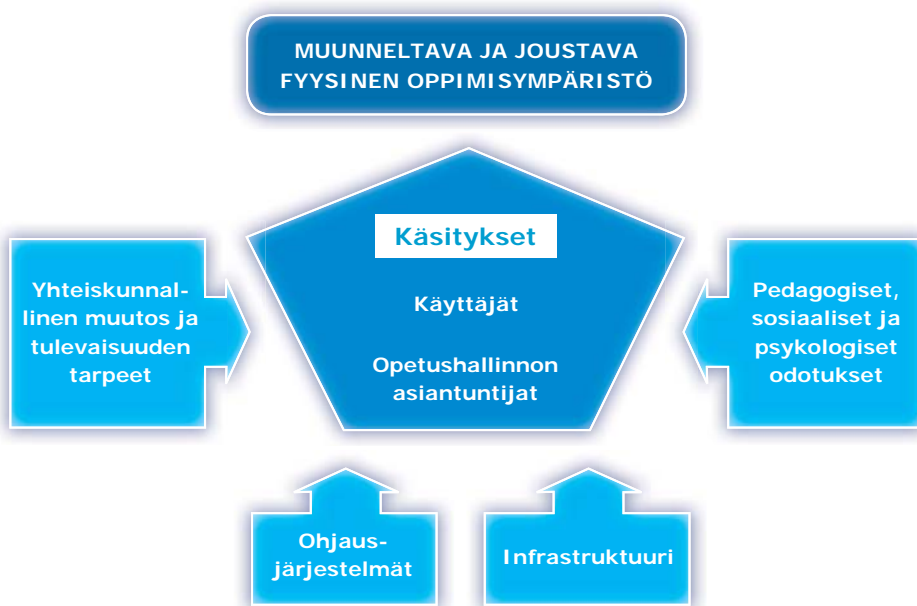 MUUNNELTAVA JA JOUSTAVA
FYYSINEN OPPIMISYMPÄRISTÖ
Käsitykset
Käyttäjät
Opetushallinnon
asiantuntijat
Yhteiskunnal-
linen muutos ja
tulevaisuuden
tarpeet
Pedagogiset,
sosiaaliset ja
psykologiset
odotukset
Ohjaus-
järjestelmät
Infrastruktuuri